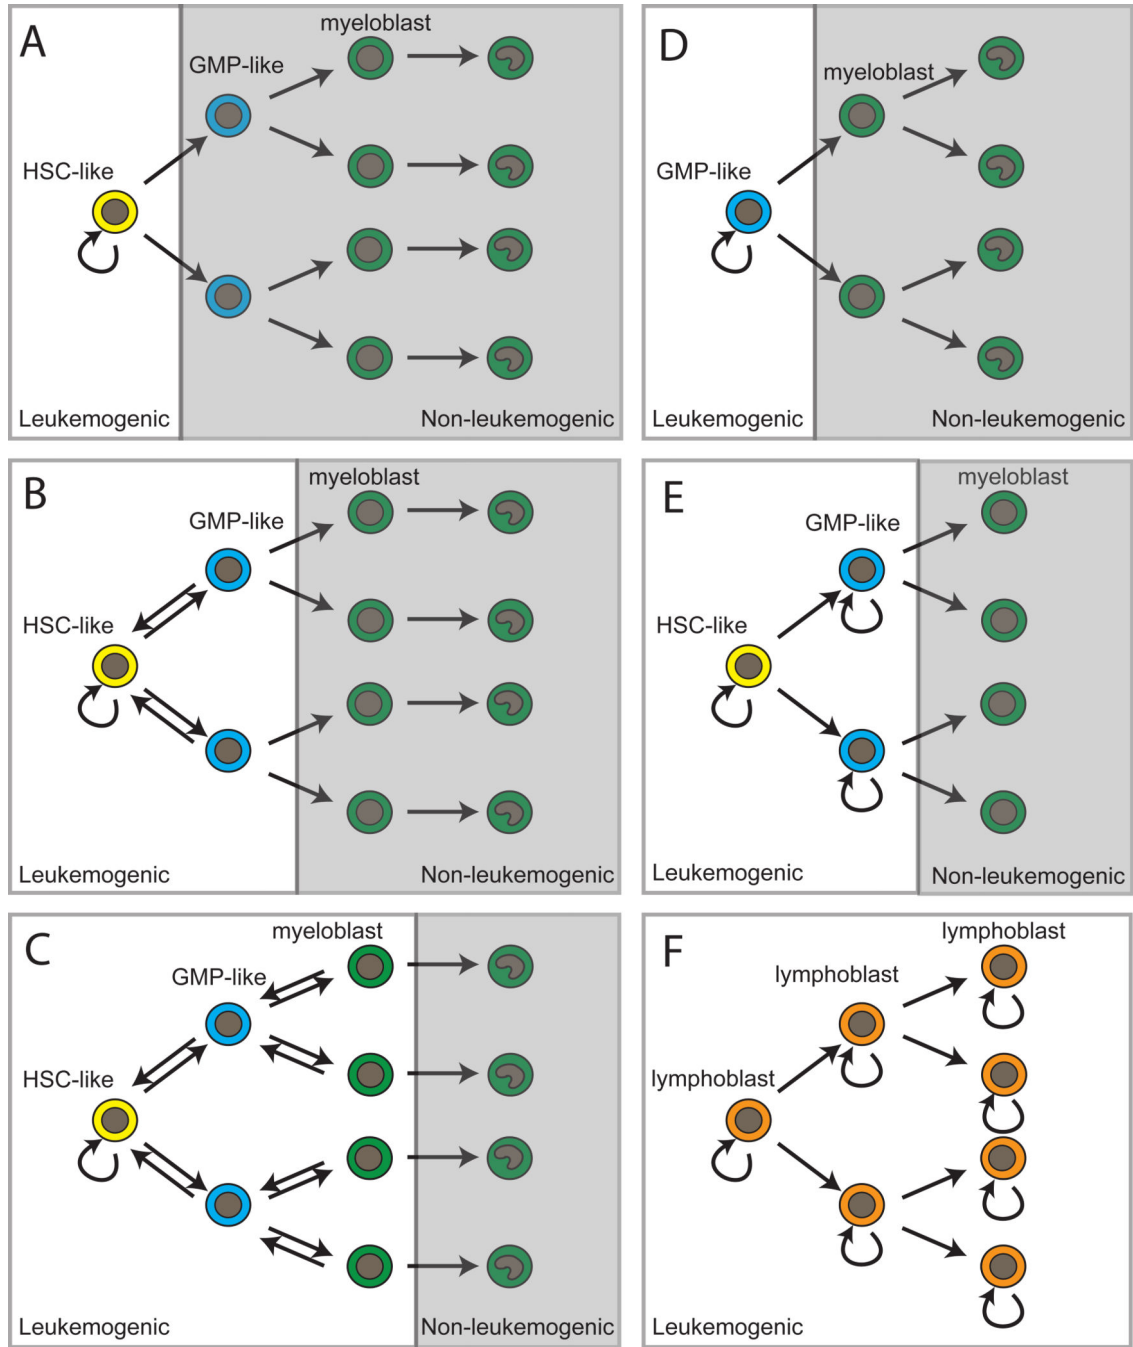 A
myeloblast
GMP-like
HSC-like
Leukemogenic
Non-leukemogenic
D
myeloblast
GMP-like
Leukemogenic
Non-leukemogenic
B
myeloblast
GMP-like
HSC-like
Leukemogenic
Non-leukemogenic
E
myeloblast
GMP-like
HSC-like
Leukemogenic
Non-leukemogenic
C
myeloblast
GMP-like
HSC-like
Leukemogenic
Non-leukemogenic
F
lymphoblast
lymphoblast
lymphoblast
Leukemogenic